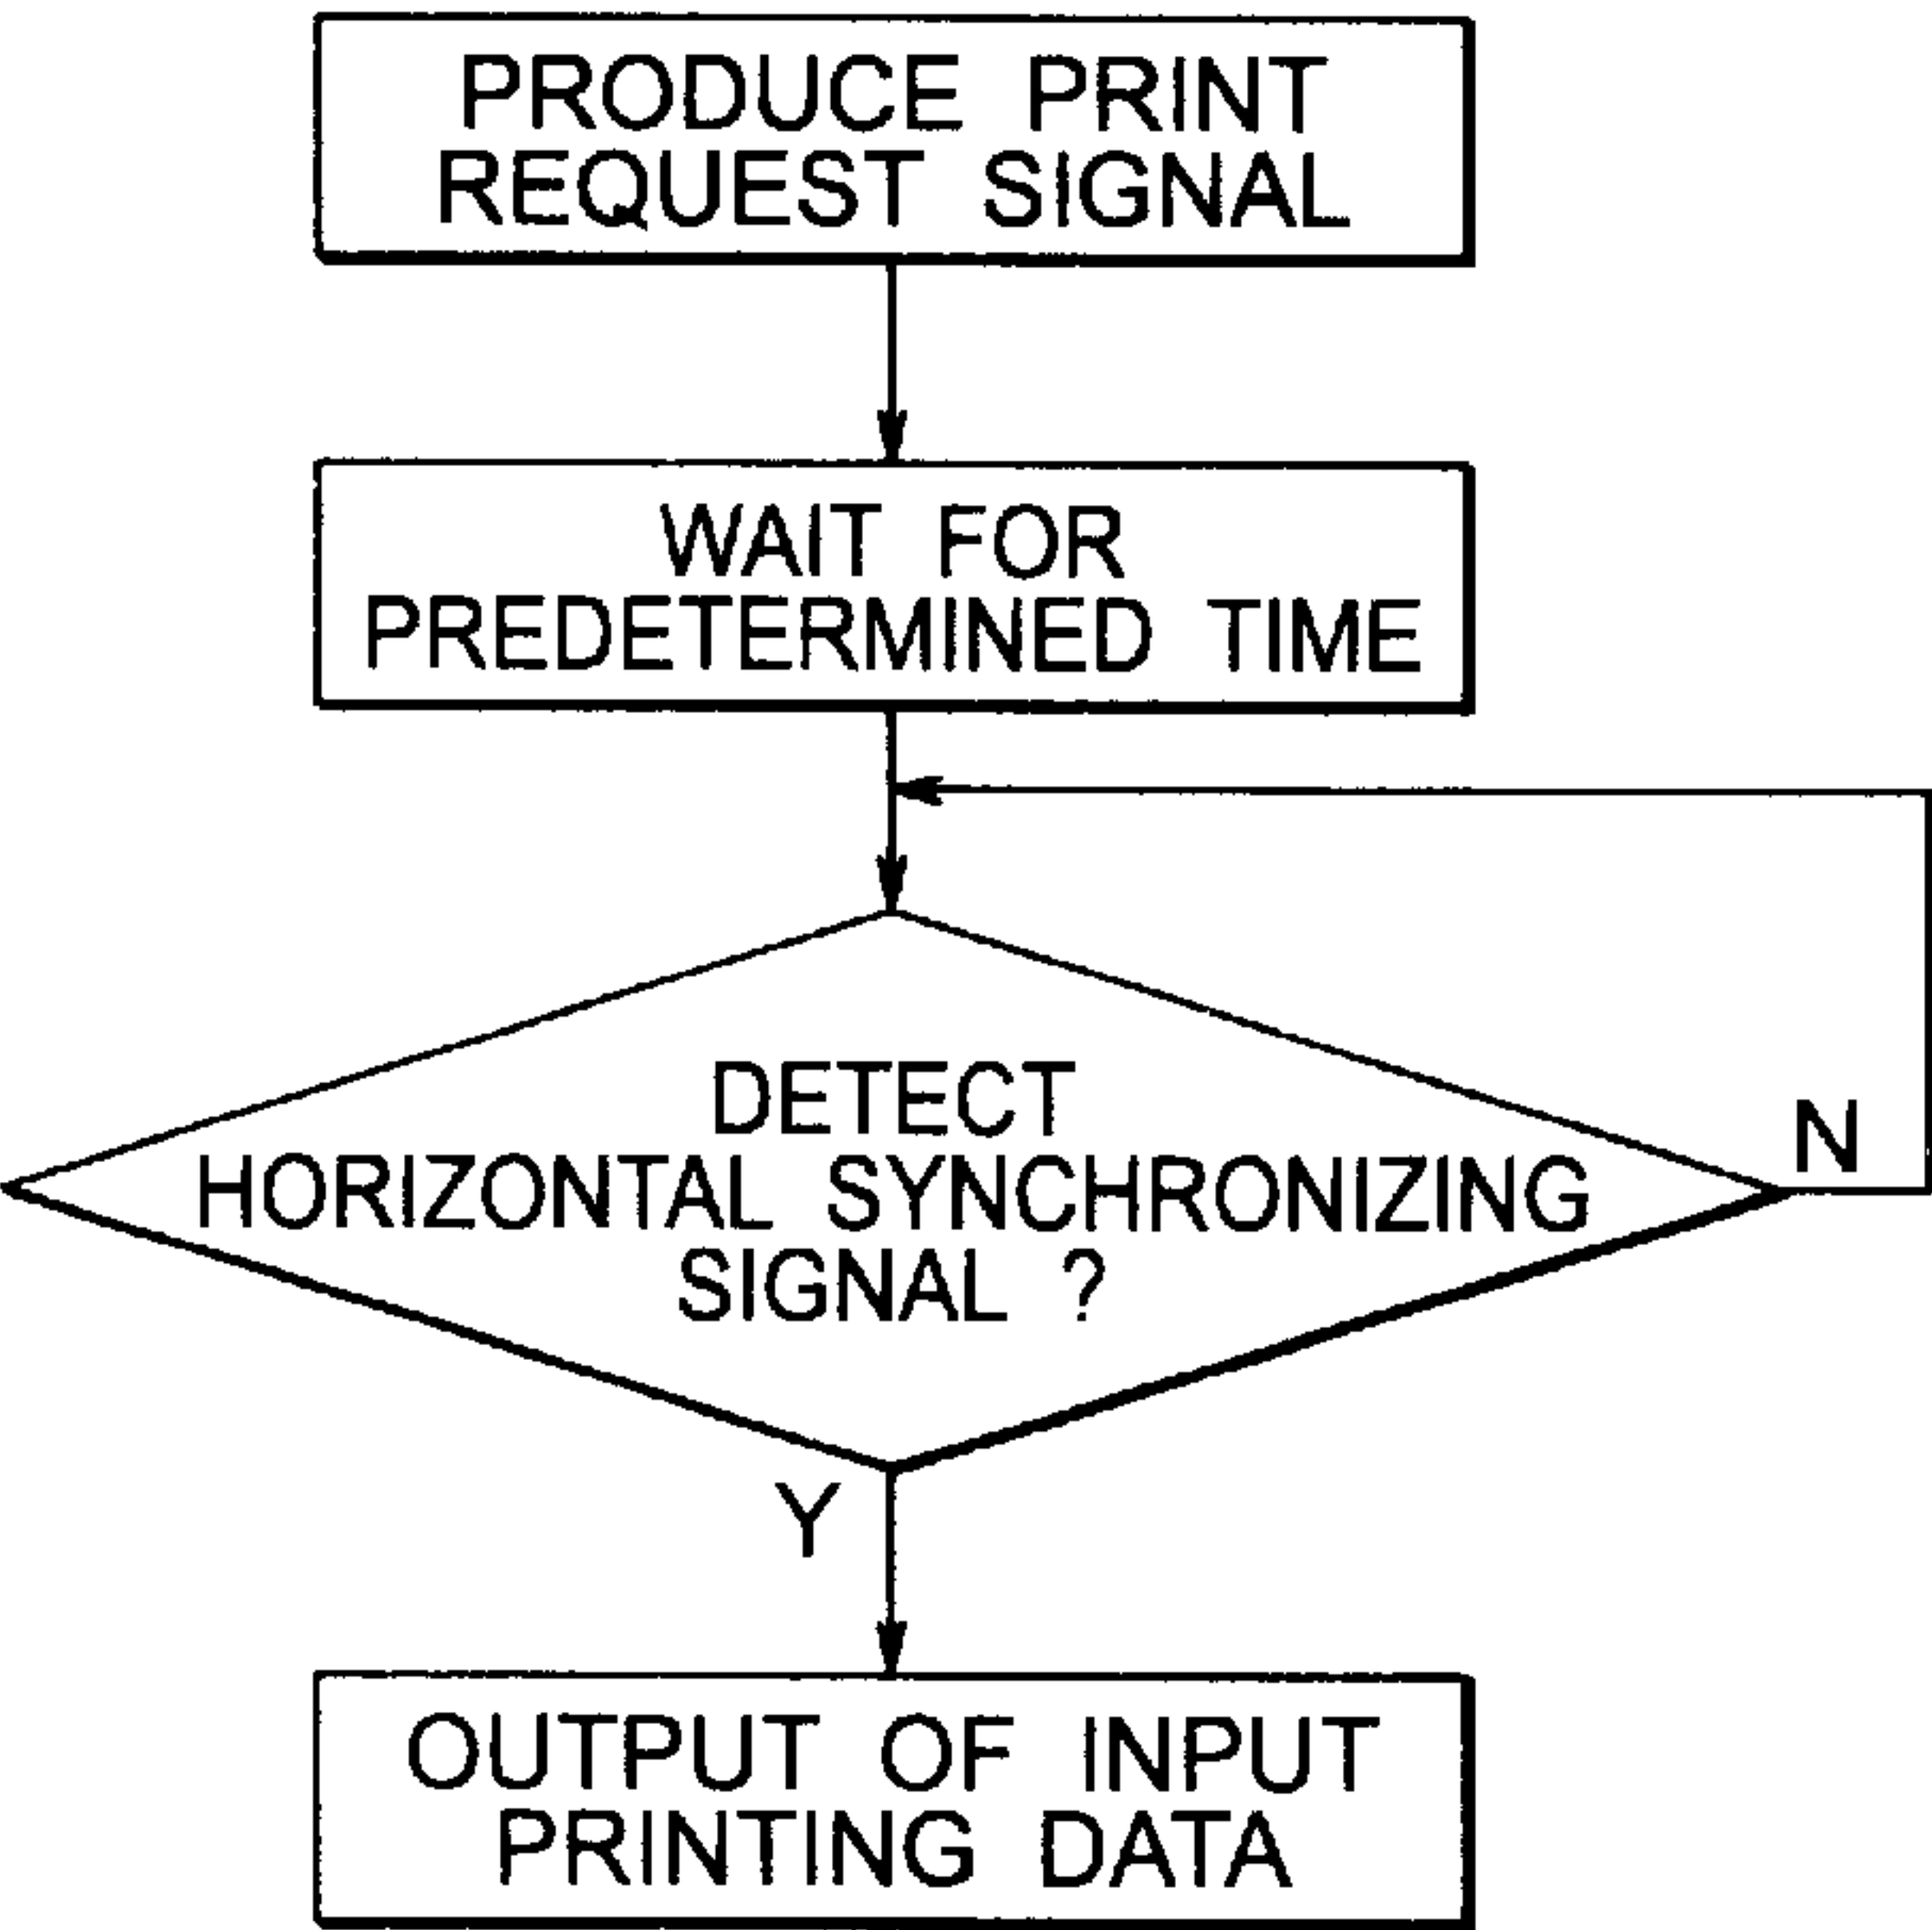 PRODUCE PRINT
REQUEST SIGNAL
WAIT FOR
PREDETERMINED TIME
DETECT
HORIZONTAL SYNCHRONIZING
SIGNAL ?
N
Y
OUTPUT OF INPUT
PRINTING DATA